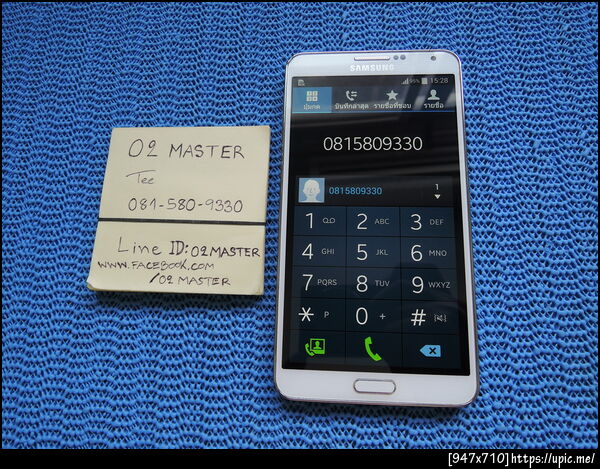 O2 MASTER
Tee
081-580-9330
Line ID: O2MASTER
WWW.FACEBOOK.COM
/O2 MASTER
SAMSUNG
95% 15:28
ปุ่มกด บันทึกล่าสุด รายชื่อที่ชอบ รายชื่อ
0815809330
0815809330 1
1 2 ABC 3 DEF
4 GHI 5 JKL 6 MNO
7 PQRS 8 TUV 9 WXYZ
* P 0 + #
[947x710]https://upic.me/